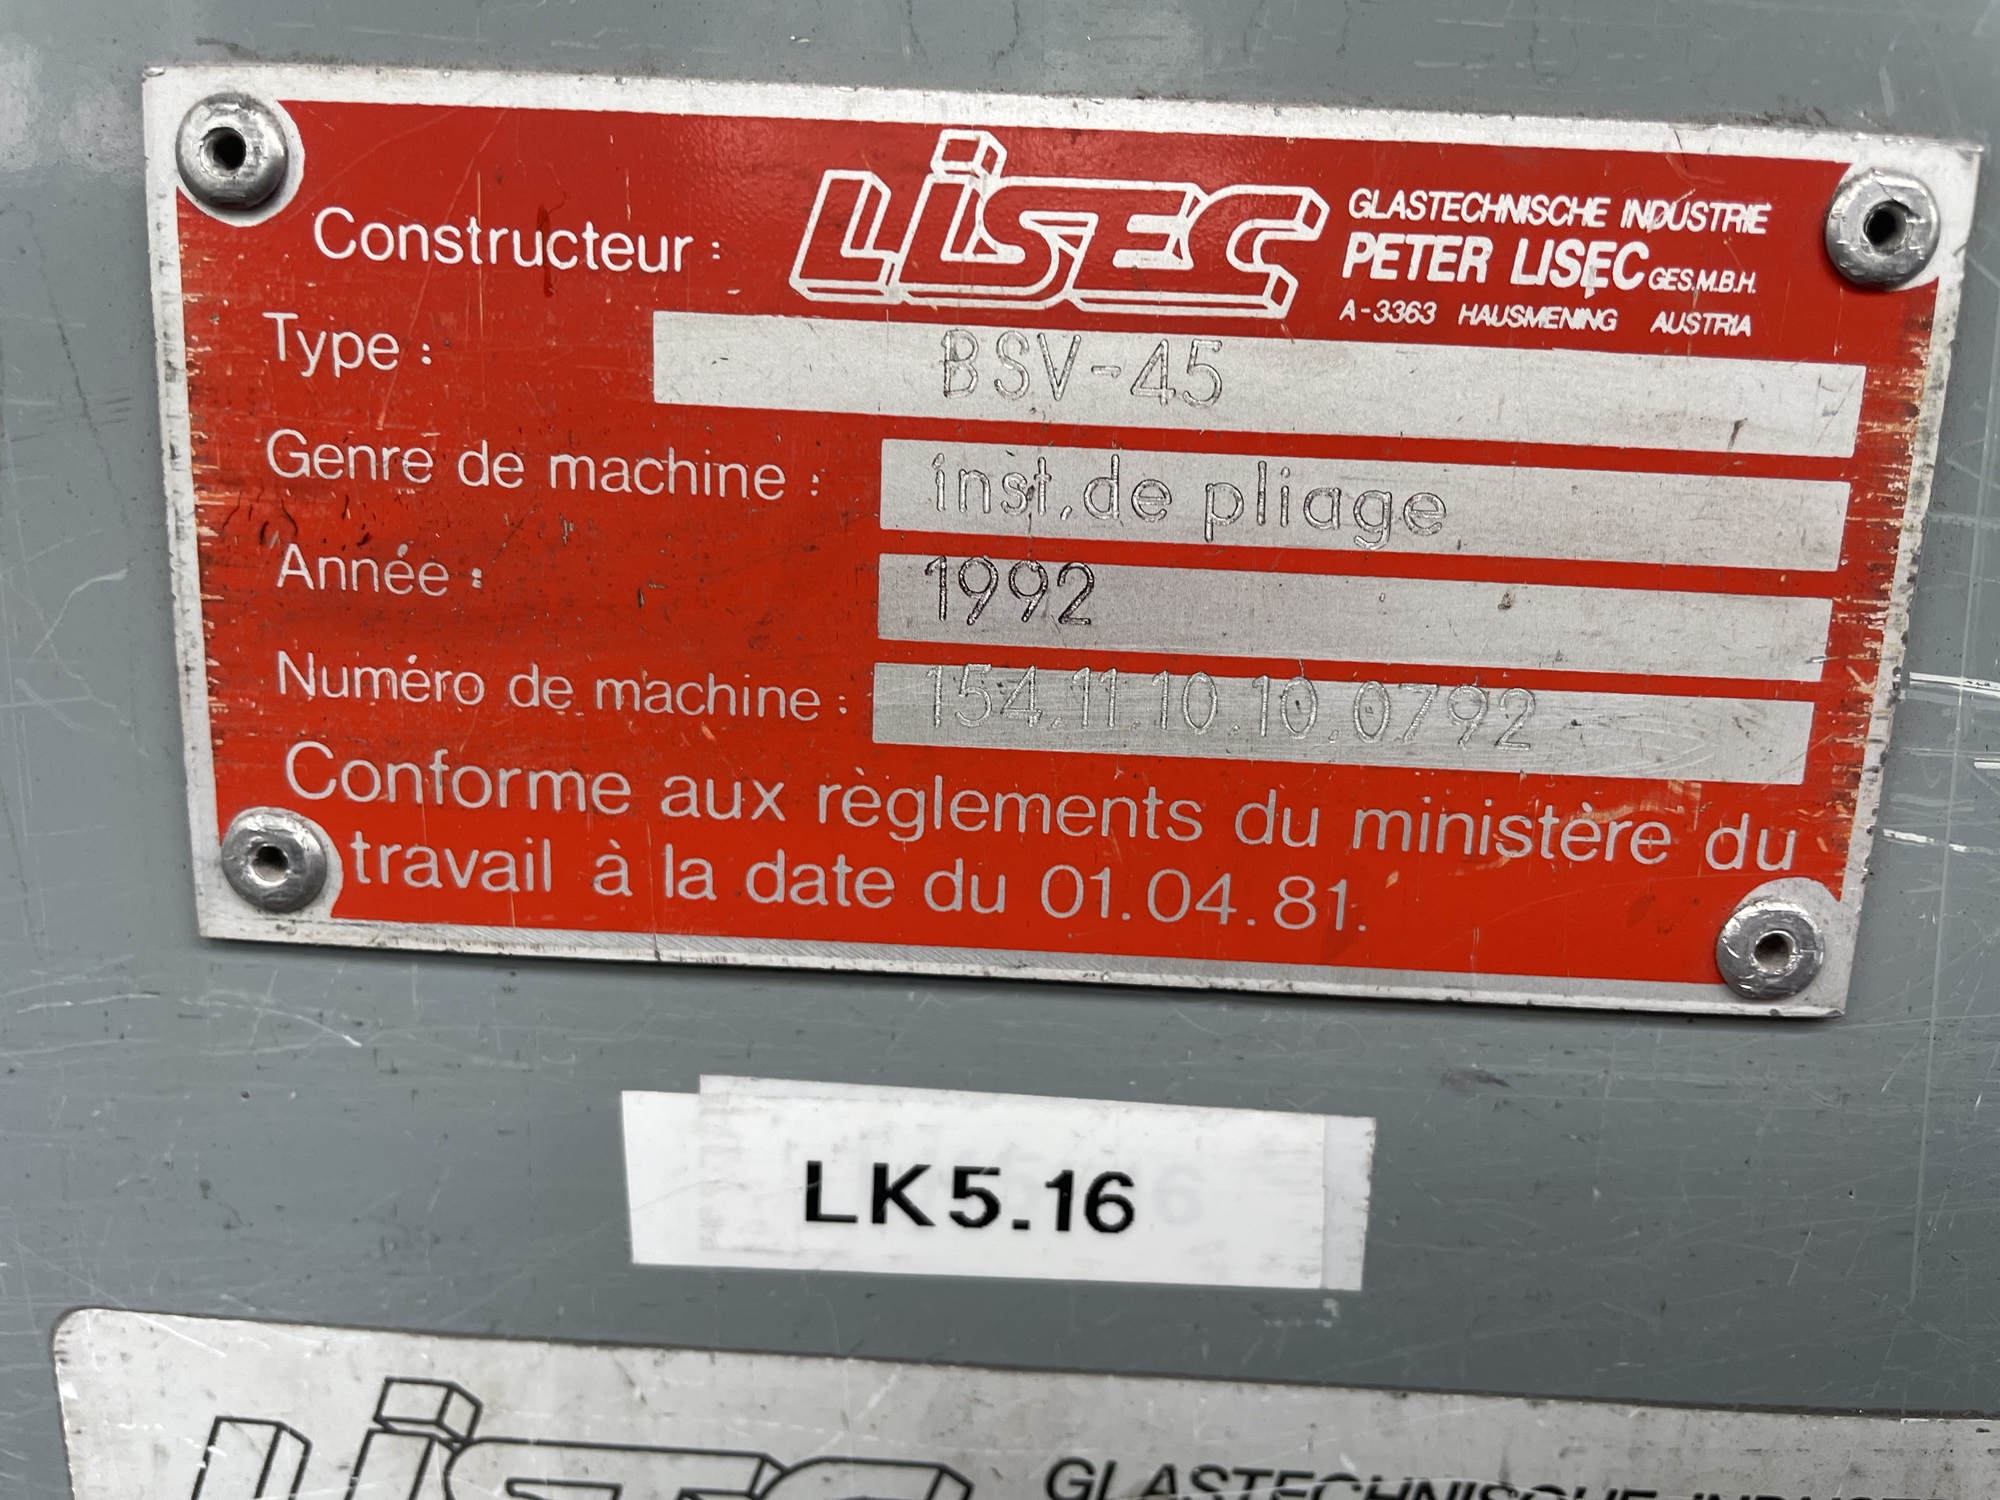 Constructeur : LiSEC GLASTECHNISCHE INDUSTRIE
PETER LISEC GES.M.B.H.
A-3363 HAUSMENING AUSTRIA
Type : BSV-45
Genre de machine : inst. de pliage
Année : 1992
Numéro de machine : 154.11.10.10.0792
Conforme aux règlements du ministère du
travail à la date du 01.04.81.
LK5.16
LiSEC GLASTECHNISCHE